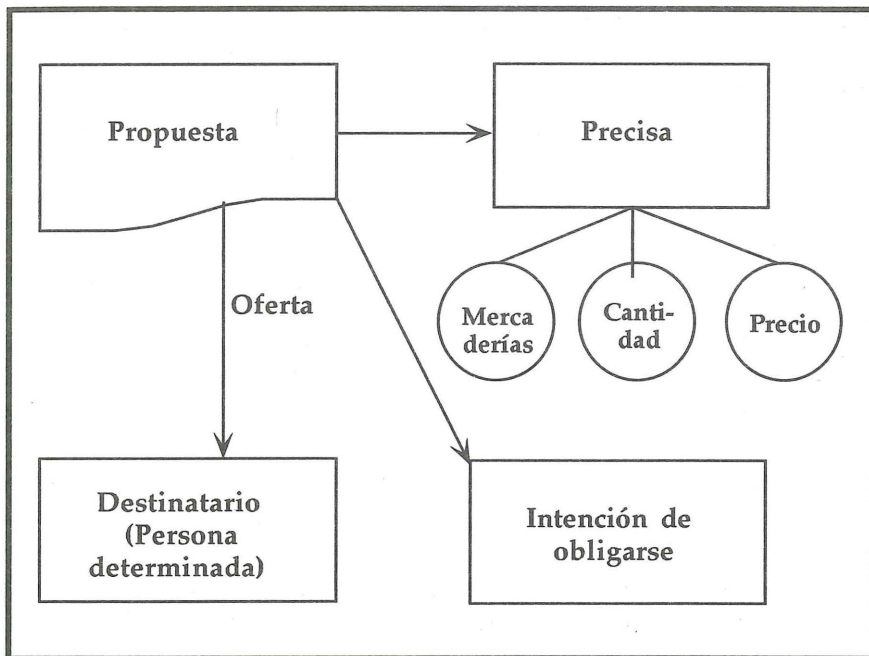 Propuesta
Precisa
Oferta
Merca
derías
Canti-
dad
Precio
Destinatario
(Persona
determinada)
Intención de
obligarse